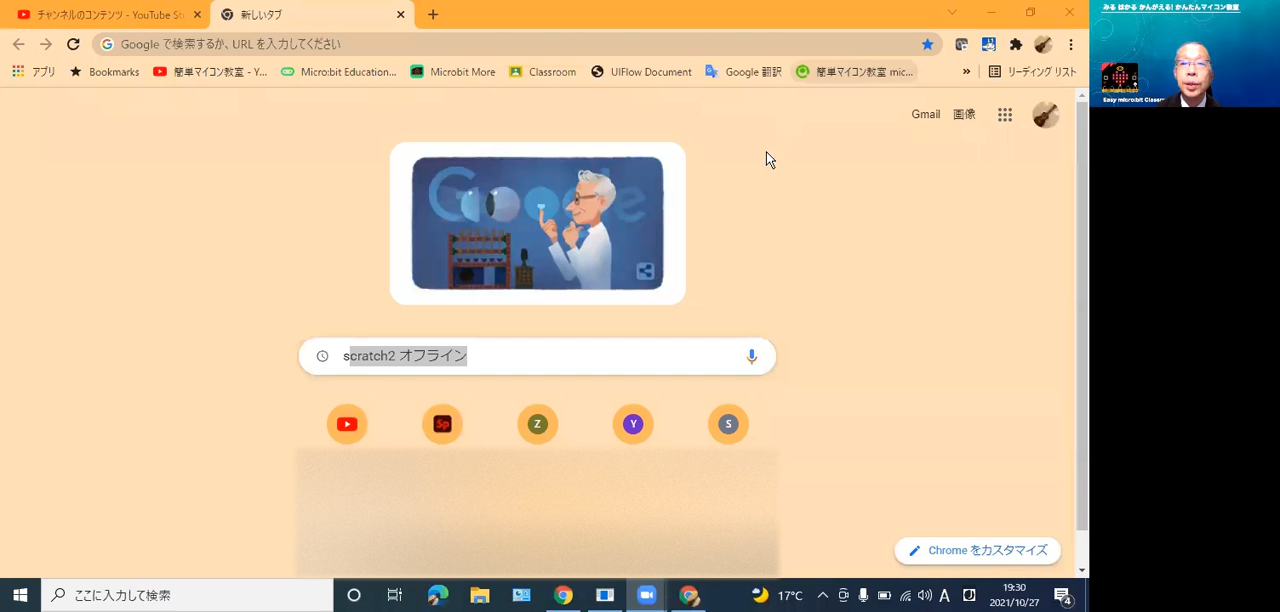 チャンネルのコンテンツ - YouTube St
新しいタブ
Google で検索するか、URL を入力してください
アプリ
Bookmarks
簡単マイコン教室 - Y...
Micro:bit Education...
Microbit More
Classroom
UIFlow Document
Google 翻訳
簡単マイコン教室 mic...
»
リーディング リスト
みる はかる かんがえる! かんたんマイコン教室
Easy micro:bit Classro
Gmail
画像
Google
scratch2 オフライン
Sp
Z
Y
S
Chrome をカスタマイズ
ここに入力して検索
17°C
A
19:30
2021/10/27
4